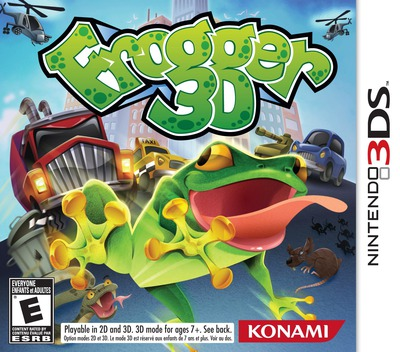 Frogger
3D
NINTENDO 3DS™
EVERYONE
ENFANTS et ADULTES
E
CONTENT RATED BY
CONTENU ÉVALUÉ PAR
ESRB
Playable in 2D and 3D. 3D mode for ages 7+. See back.
Option modes 2D et 3D. Le mode 3D est réservé aux enfants de 7 ans et plus. Voir au dos.
KONAMI